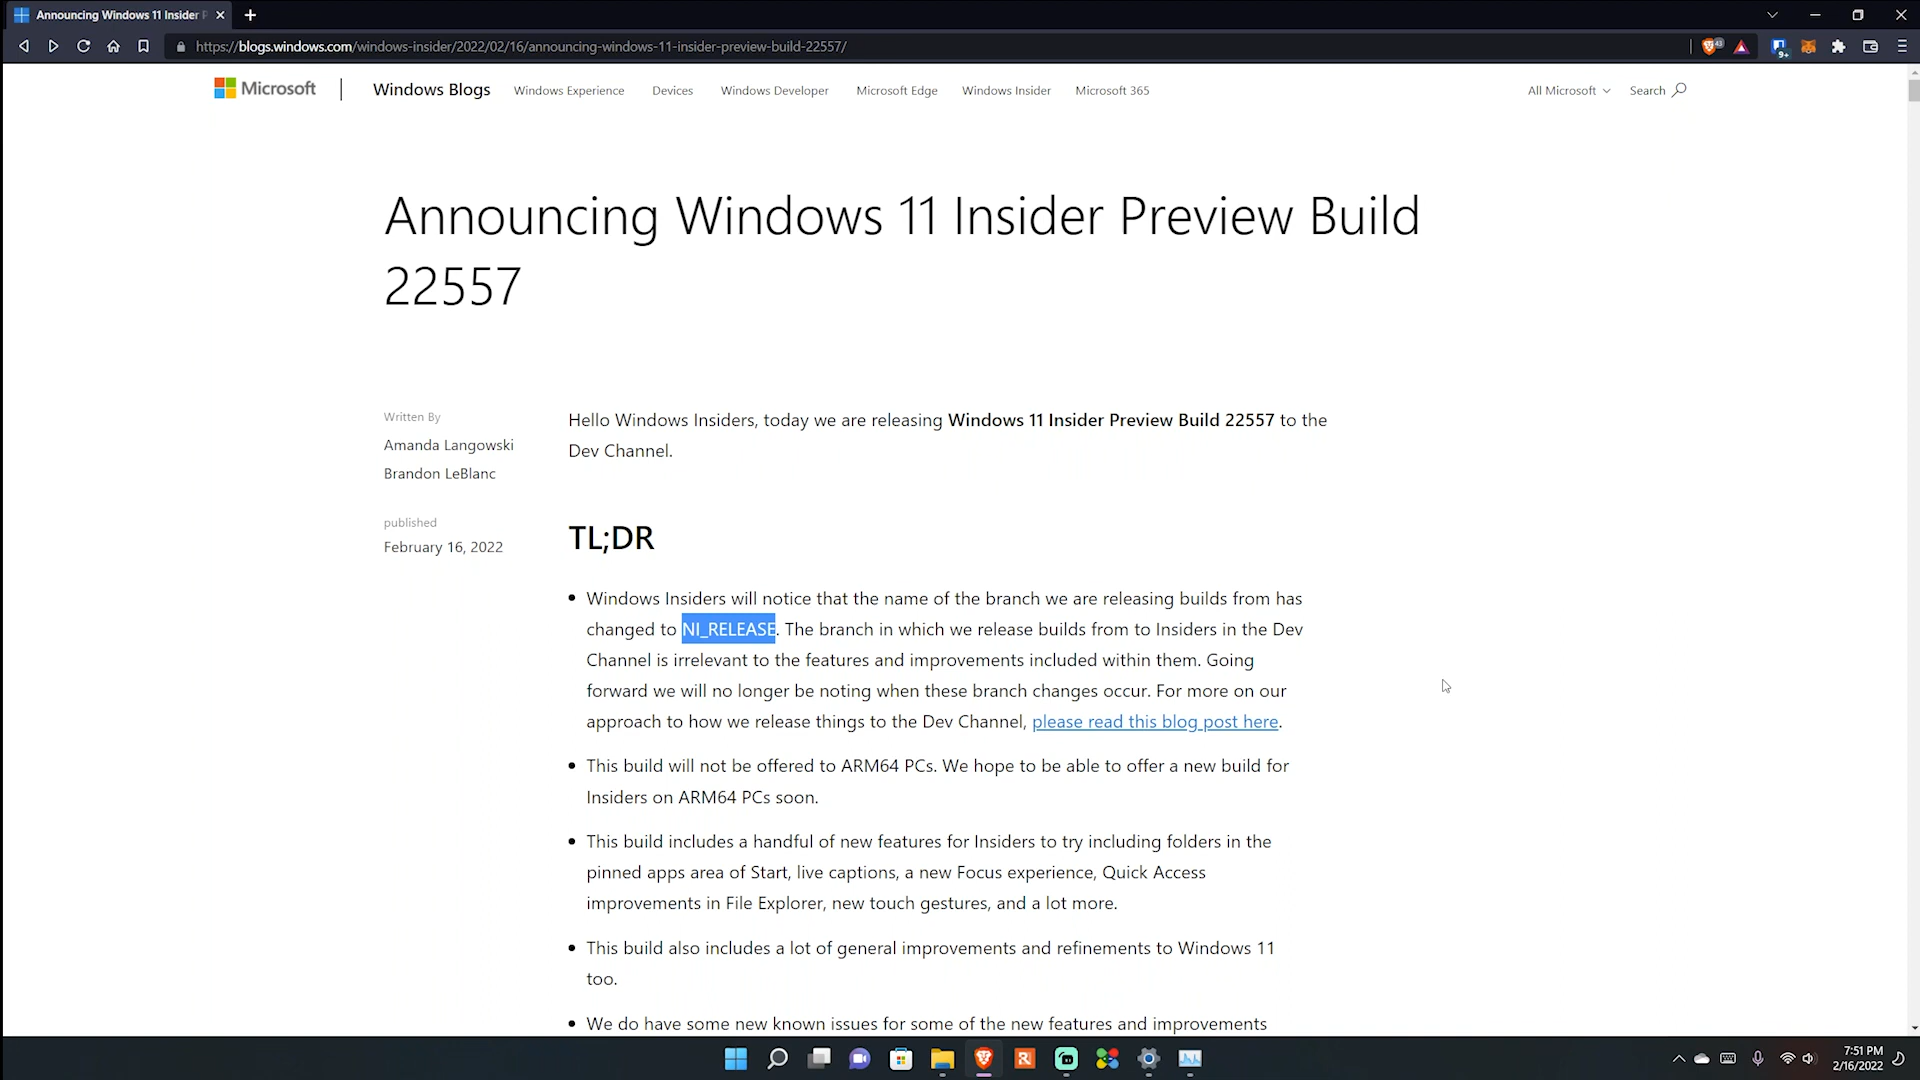 Announcing Windows 11 Insider P
https://blogs.windows.com/windows-insider/2022/02/16/announcing-windows-11-insider-preview-build-22557/
43
9+
Microsoft
Windows Blogs
Windows Experience
Devices
Windows Developer
Microsoft Edge
Windows Insider
Microsoft 365
All Microsoft
Search
Announcing Windows 11 Insider Preview Build
22557
Written By
Amanda Langowski
Brandon LeBlanc
published
February 16, 2022
Hello Windows Insiders, today we are releasing Windows 11 Insider Preview Build 22557 to the
Dev Channel.
TL;DR
• Windows Insiders will notice that the name of the branch we are releasing builds from has
changed to NI_RELEASE. The branch in which we release builds from to Insiders in the Dev
Channel is irrelevant to the features and improvements included within them. Going
forward we will no longer be noting when these branch changes occur. For more on our
approach to how we release things to the Dev Channel, please read this blog post here.
• This build will not be offered to ARM64 PCs. We hope to be able to offer a new build for
Insiders on ARM64 PCs soon.
• This build includes a handful of new features for Insiders to try including folders in the
pinned apps area of Start, live captions, a new Focus experience, Quick Access
improvements in File Explorer, new touch gestures, and a lot more.
• This build also includes a lot of general improvements and refinements to Windows 11
too.
• We do have some new known issues for some of the new features and improvements
R
7:51 PM
2/16/2022